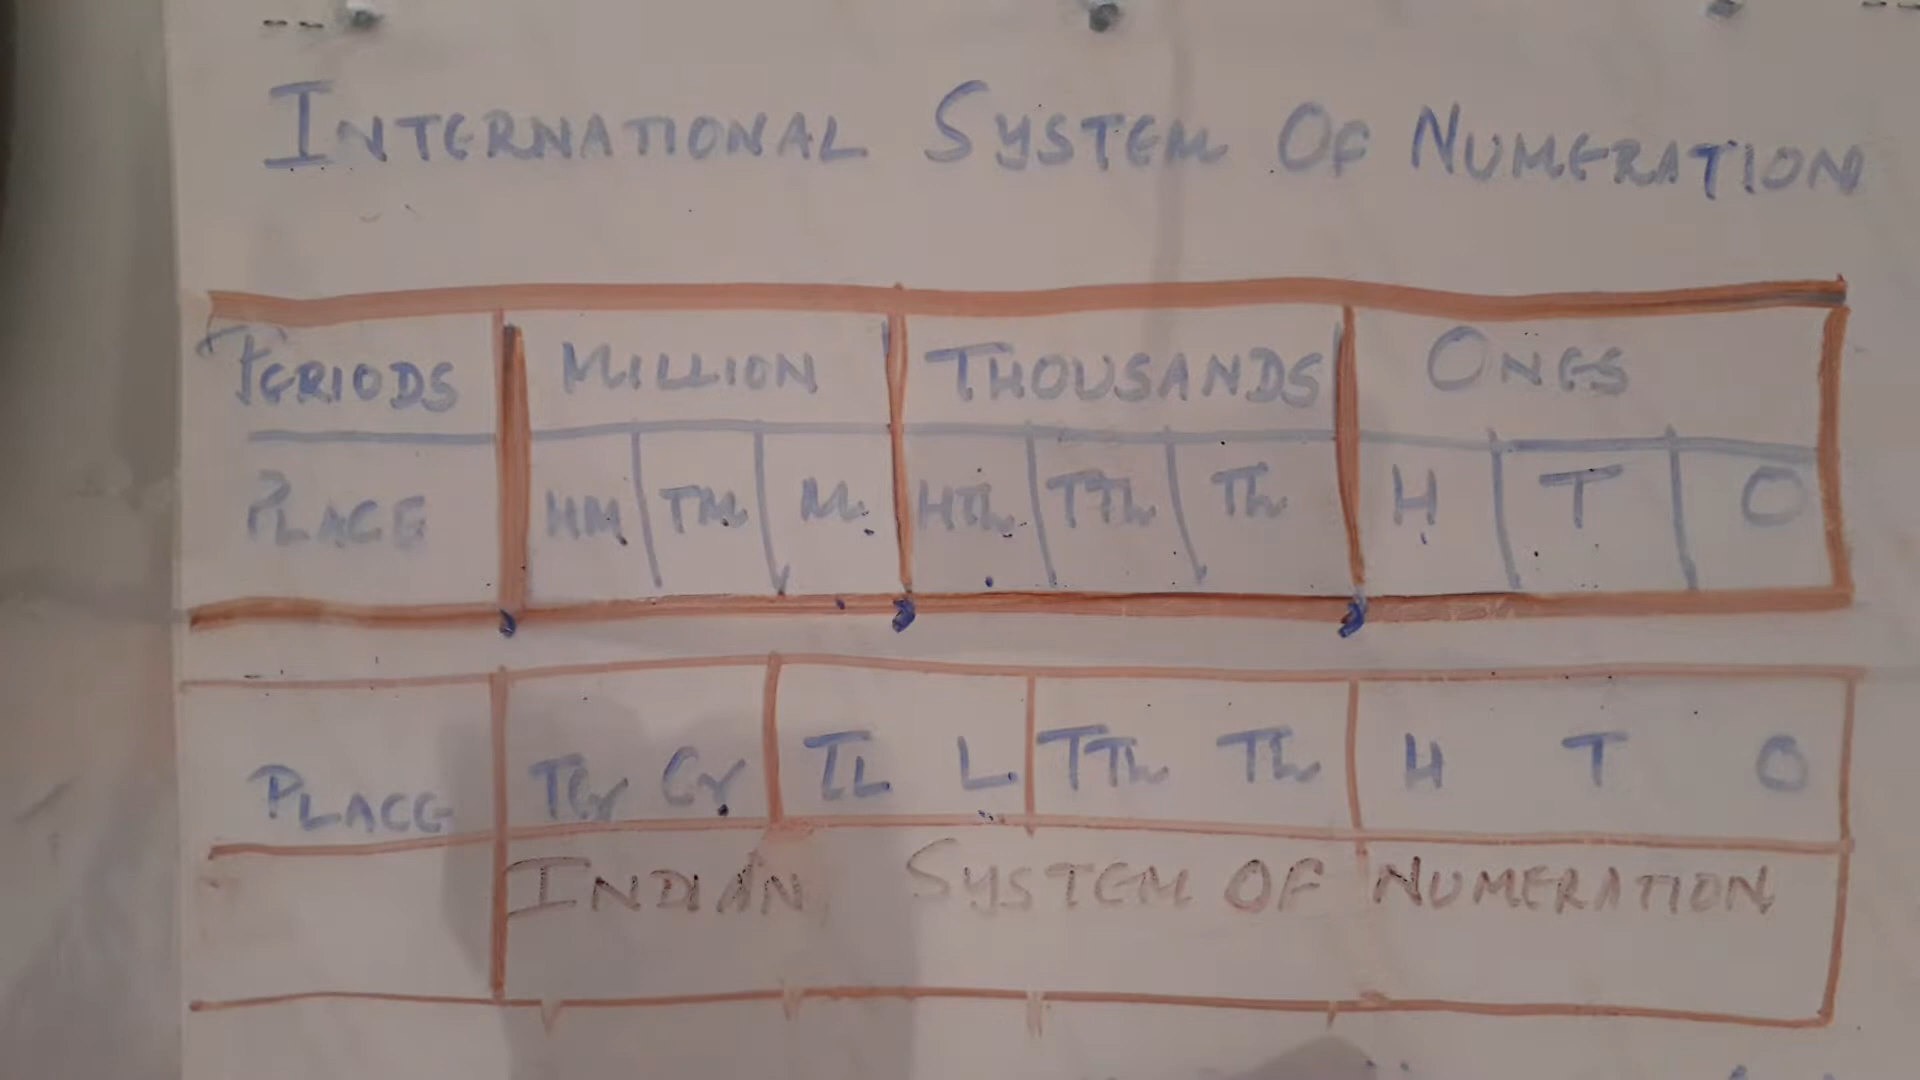 INTERNATIONAL SYSTEM OF NUMERATION
PERIODS MILLION THOUSANDS ONES
PLACE HM TM M HTh TTh Th H T O
PLACE TCr Cr TL L TTh Th H T O
INDIAN SYSTEM OF NUMERATION